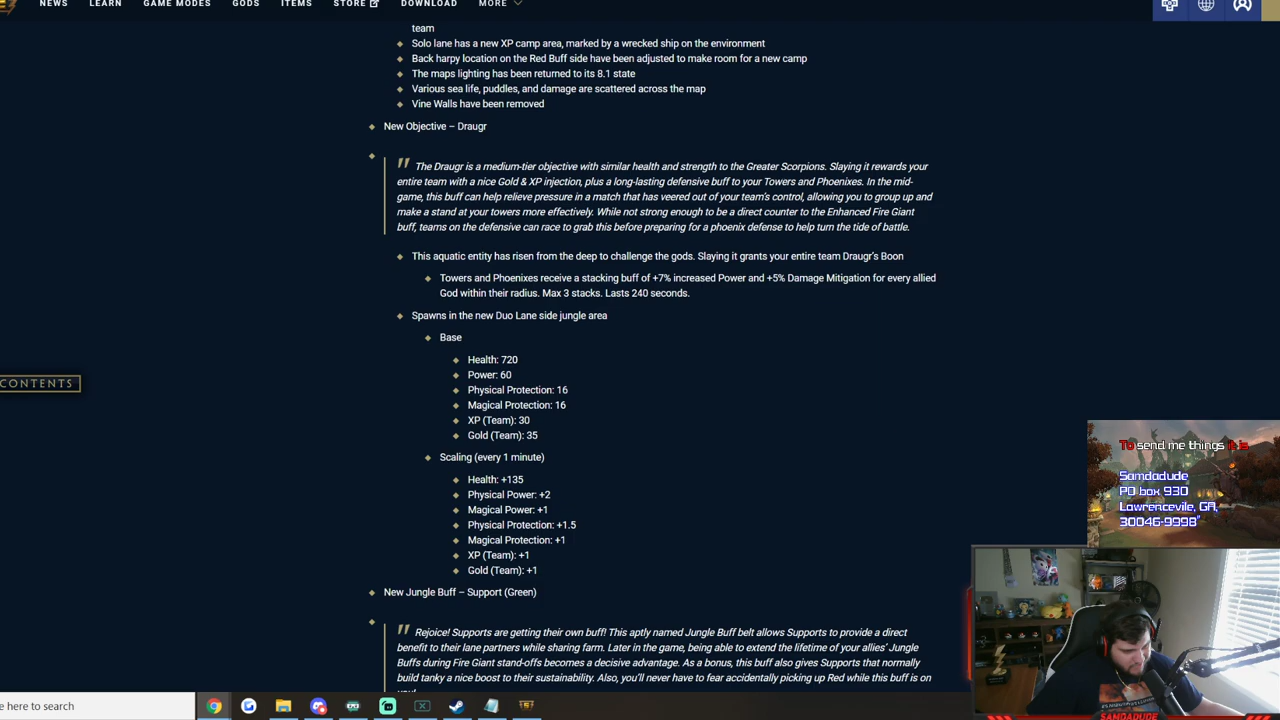 NEWS LEARN GAME MODES GODS ITEMS STORE DOWNLOAD MORE
team
Solo lane has a new XP camp area, marked by a wrecked ship on the environment
Back harpy location on the Red Buff side have been adjusted to make room for a new camp
The maps lighting has been returned to its 8.1 state
Various sea life, puddles, and damage are scattered across the map
Vine Walls have been removed
New Objective – Draugr
" The Draugr is a medium-tier objective with similar health and strength to the Greater Scorpions. Slaying it rewards your
entire team with a nice Gold & XP injection, plus a long-lasting defensive buff to your Towers and Phoenixes. In the mid-
game, this buff can help relieve pressure in a match that has veered out of your team's control, allowing you to group up and
make a stand at your towers more effectively. While not strong enough to be a direct counter to the Enhanced Fire Giant
buff, teams on the defensive can race to grab this before preparing for a phoenix defense to help turn the tide of battle.
This aquatic entity has risen from the deep to challenge the gods. Slaying it grants your entire team Draugr's Boon
Towers and Phoenixes receive a stacking buff of +7% increased Power and +5% Damage Mitigation for every allied
God within their radius. Max 3 stacks. Lasts 240 seconds.
Spawns in the new Duo Lane side jungle area
Base
Health: 720
Power: 60
Physical Protection: 16
Magical Protection: 16
XP (Team): 30
Gold (Team): 35
Scaling (every 1 minute)
Health: +135
Physical Power: +2
Magical Power: +1
Physical Protection: +1.5
Magical Protection: +1
XP (Team): +1
Gold (Team): +1
New Jungle Buff – Support (Green)
" Rejoice! Supports are getting their own buff! This aptly named Jungle Buff belt allows Supports to provide a direct
benefit to their lane partners while sharing farm. Later in the game, being able to extend the lifetime of your allies' Jungle
Buffs during Fire Giant stand-offs becomes a decisive advantage. As a bonus, this buff also gives Supports that normally
build tanky a nice boost to their sustainability. Also, you'll never have to fear accidentally picking up Red while this buff is on
you!
CONTENTS
To send me things it is
Samdadude
PO box 930
Lawrencevile, GA,
30046-9998"
SAMDADUDE
e here to search